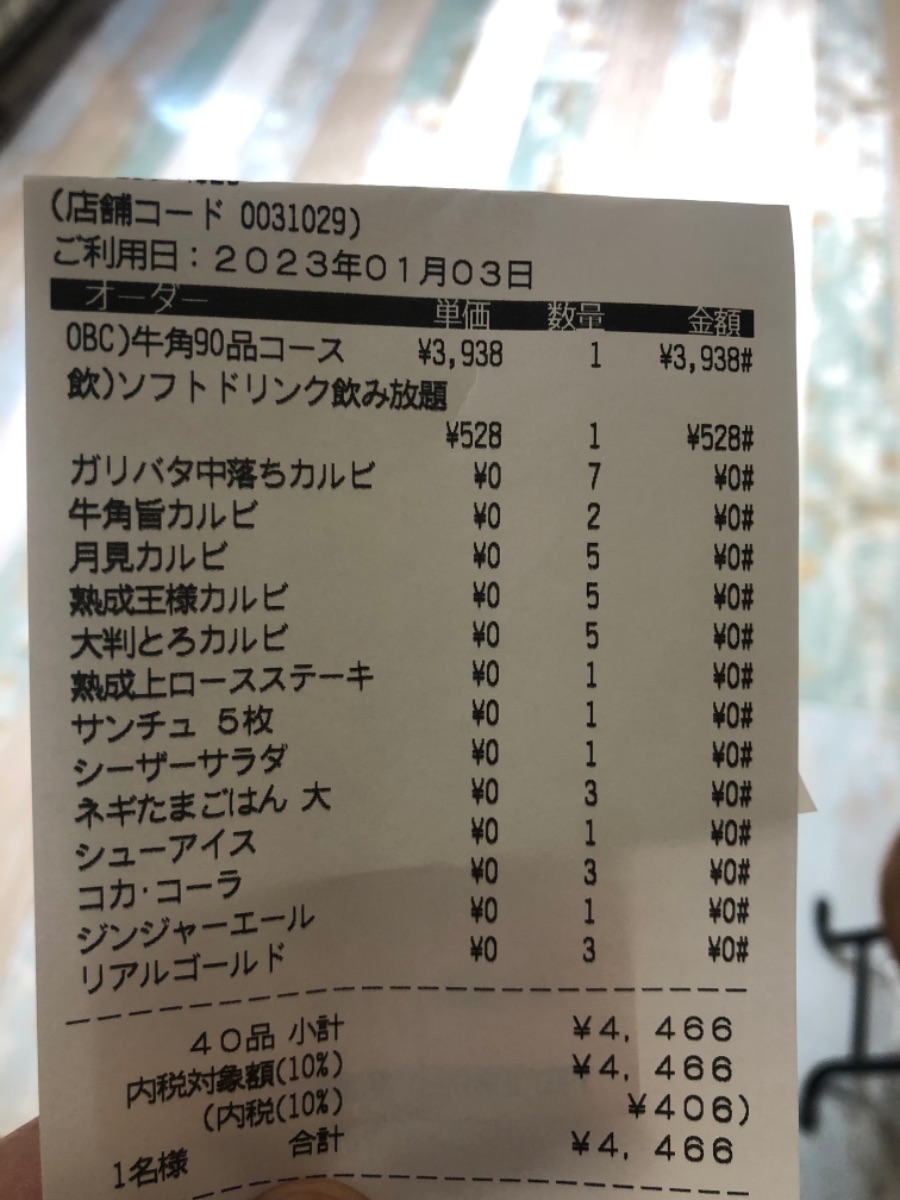 (店舗コード 0031029)
ご利用日:2023年01月03日
オーダー 単価 数量 金額
OBC)牛角90品コース ¥3,938 1 ¥3,938#
飲)ソフトドリンク飲み放題
¥528 1 ¥528#
ガリバタ中落ちカルビ ¥0 7 ¥0#
牛角旨カルビ ¥0 2 ¥0#
月見カルビ ¥0 5 ¥0#
熟成王様カルビ ¥0 5 ¥0#
大判とろカルビ ¥0 5 ¥0#
熟成上ロースステーキ ¥0 1 ¥0#
サンチュ 5枚 ¥0 1 ¥0#
シーザーサラダ ¥0 1 ¥0#
ネギたまごはん 大 ¥0 3 ¥0#
シューアイス ¥0 1 ¥0#
コカ・コーラ ¥0 3 ¥0#
ジンジャーエール ¥0 1 ¥0#
リアルゴールド ¥0 3 ¥0#
40品 小計 ¥4,466
内税対象額(10%) ¥4,466
(内税(10%) ¥406)
合計 ¥4,466
1名様